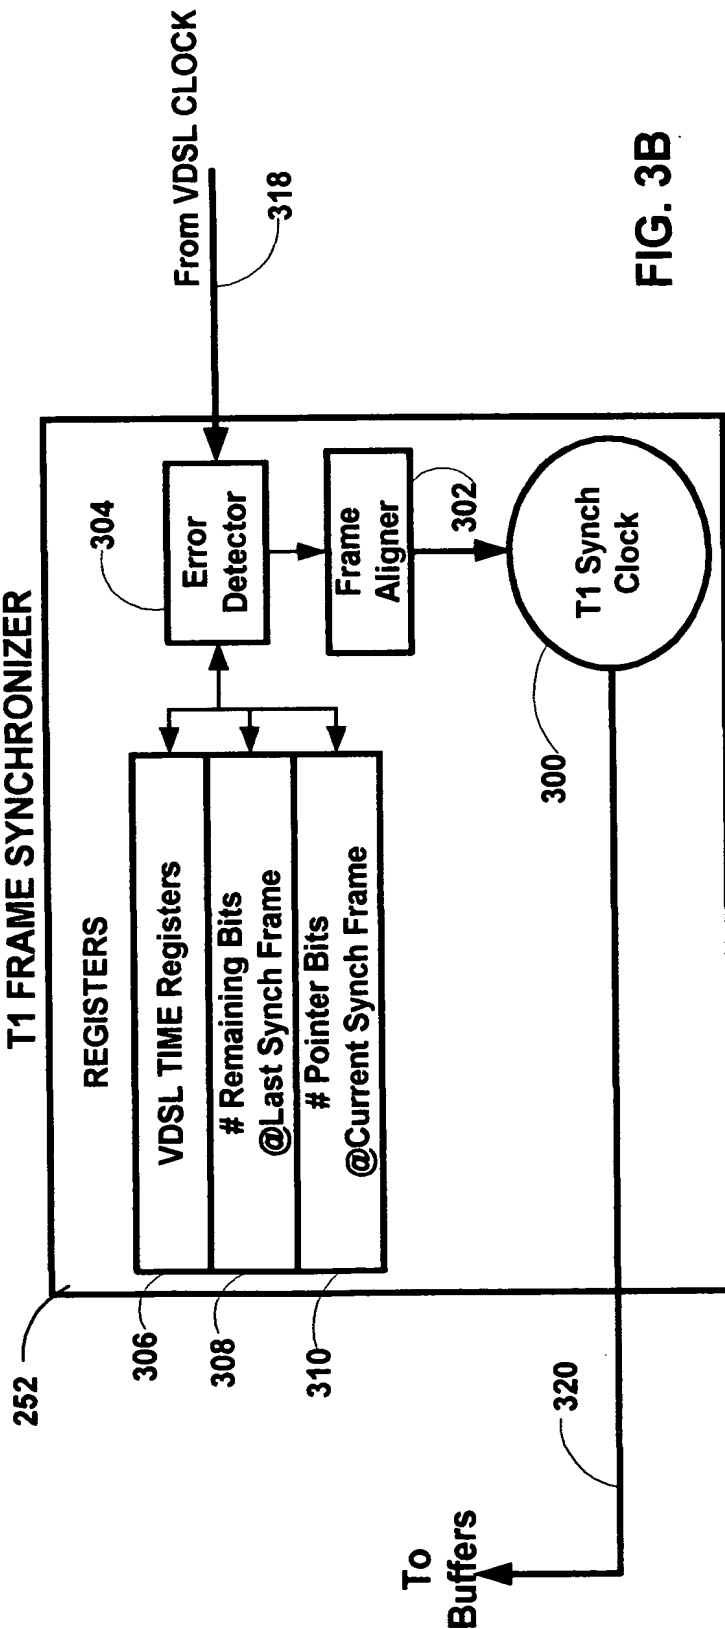 T1 FRAME SYNCHRONIZER
252
REGISTERS
306
VDSL TIME Registers
308
# Remaining Bits
@Last Synch Frame
310
# Pointer Bits
@Current Synch Frame
304
Error
Detector
From VDSL CLOCK
318
Frame
Aligner
302
300
T1 Synch
Clock
320
To
Buffers
FIG. 3B